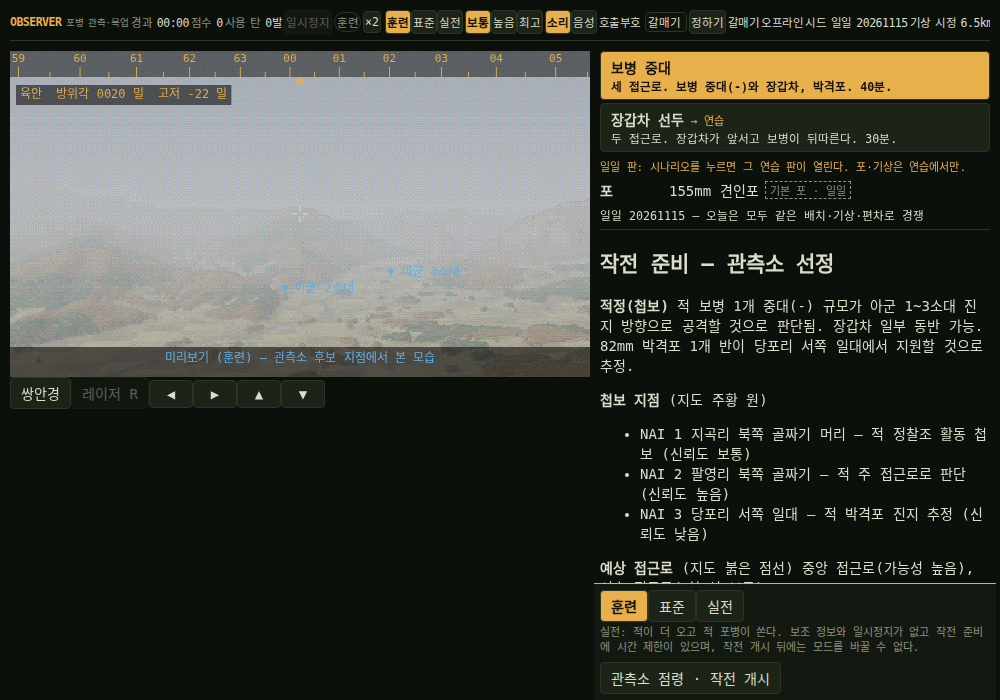 OBSERVER 포병 관측·폭업 경과 00:00 점수 0 사용 탄 0발 일시정지 훈련 ×2 훈련 표준 실전 보통 높음 최고 소리 음성 호출부호 갈매기 정하기 갈매기 오프라인 시드 일일 20261115 기상 시정 6.5km
59 60 61 62 63 00 01 02 03 04 05
육안 방위각 0020 밀 고저 -22 밀
▼ 아군 3소대
▼ 아군 2소대
미리보기 (훈련) — 관측소 후보 지점에서 본 모습
쌍안경 레이저 R ◀ ▶ ▲ ▼
보병 중대
세 접근로. 보병 중대(-)와 장갑차, 박격포. 40분.
장갑차 선두 → 연습
두 접근로. 장갑차가 앞서고 보병이 뒤따른다. 30분.
일일 판: 시나리오를 누르면 그 연습 판이 열린다. 포·기상은 연습에서만.
포 155mm 견인포 기본 포 · 일일
일일 20261115 — 오늘은 모두 같은 배치·기상·편차로 경쟁
작전 준비 — 관측소 선정
적정(첩보) 적 보병 1개 중대(-) 규모가 아군 1~3소대 진
지 방향으로 공격할 것으로 판단됨. 장갑차 일부 동반 가능.
82mm 박격포 1개 반이 당포리 서쪽 일대에서 지원할 것으로
추정.
첩보 지점 (지도 주황 원)
• NAI 1 지곡리 북쪽 골짜기 머리 — 적 정찰조 활동 첩
보 (신뢰도 보통)
• NAI 2 팔영리 북쪽 골짜기 — 적 주 접근로로 판단
(신뢰도 높음)
• NAI 3 당포리 서쪽 일대 — 적 박격포 진지 추정 (신
뢰도 낮음)
예상 접근로 (지도 붉은 점선) 중앙 접근로(가능성 높음),
훈련 표준 실전
실전: 적이 더 오고 적 포병이 쏜다. 보조 정보와 일시정지가 없고 작전 준비
에 시간 제한이 있으며, 작전 개시 뒤에는 모드를 바꿀 수 없다.
관측소 점령 · 작전 개시